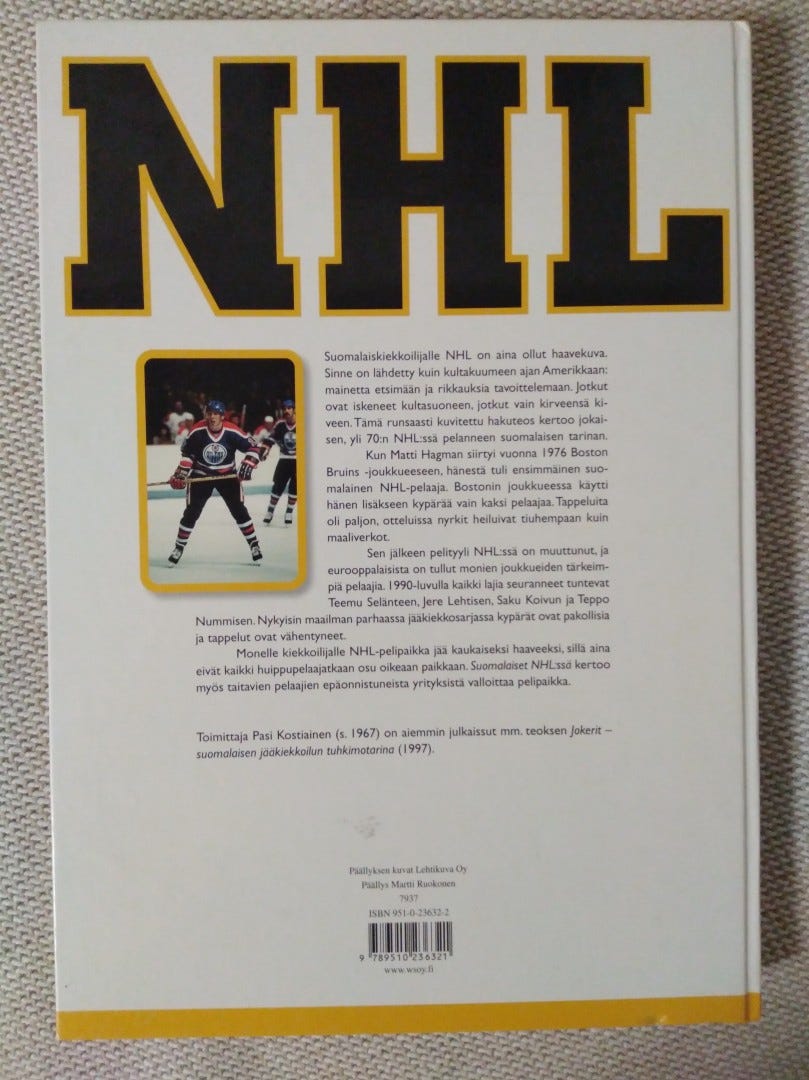 NHL
Suomalaiskiekkoilijalle NHL on aina ollut haavekuva.
Sinne on lähdetty kuin kultakuumeen ajan Amerikkaan:
mainetta etsimään ja rikkauksia tavoittelemaan. Jotkut
ovat iskeneet kultasuoneen, jotkut vain kirveensä ki-
veen. Tämä runsaasti kuvitettu hakuteos kertoo jokai-
sen, yli 70:n NHL:ssä pelanneen suomalaisen tarinan.
Kun Matti Hagman siirtyi vuonna 1976 Boston
Bruins -joukkueeseen, hänestä tuli ensimmäinen suo-
malainen NHL-pelaaja. Bostonin joukkueessa käytti
hänen lisäkseen kypärää vain kaksi pelaajaa. Tappeluita
oli paljon, otteluissa nyrkit heiluivat tiuhempaan kuin
maaliverkot.
Sen jälkeen pelityyli NHL:ssä on muuttunut, ja
eurooppalaisista on tullut monien joukkueiden tärkeim-
piä pelaajia. 1990-luvulla kaikki lajia seuranneet tuntevat
Teemu Selänteen, Jere Lehtisen, Saku Koivun ja Teppo
Nummisen. Nykyisin maailman parhaassa jääkiekkosarjassa kypärät ovat pakollisia
ja tappelut ovat vähentyneet.
Monelle kiekkoilijalle NHL-pelipaikka jää kaukaiseksi haaveeksi, sillä aina
eivät kaikki huippupelaajatkaan osu oikeaan paikkaan. Suomalaiset NHL:ssä kertoo
myös taitavien pelaajien epäonnistuneista yrityksistä valloittaa pelipaikka.
Toimittaja Pasi Kostiainen (s. 1967) on aiemmin julkaissut mm. teoksen Jokerit –
suomalaisen jääkiekkoilun tuhkimotarina (1997).
Päällyksen kuvat Lehtikuva Oy
Päällys Martti Ruokonen
7937
ISBN 951-0-23632-2
9 789510 236321
www.wsoy.fi